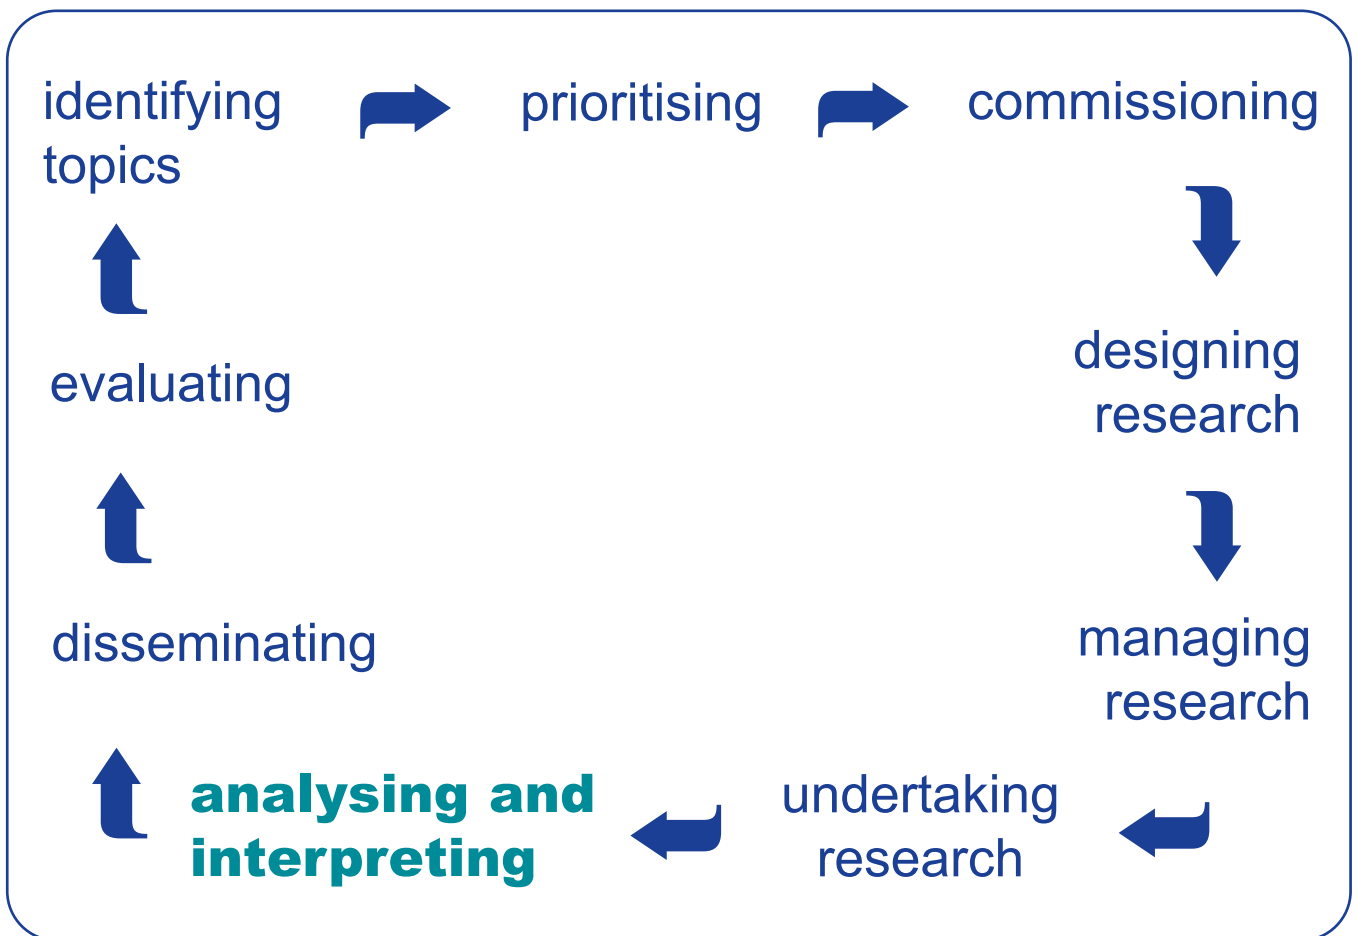 identifying
topics
prioritising
commissioning
designing
research
managing
research
undertaking
research
analysing and
interpreting
disseminating
evaluating